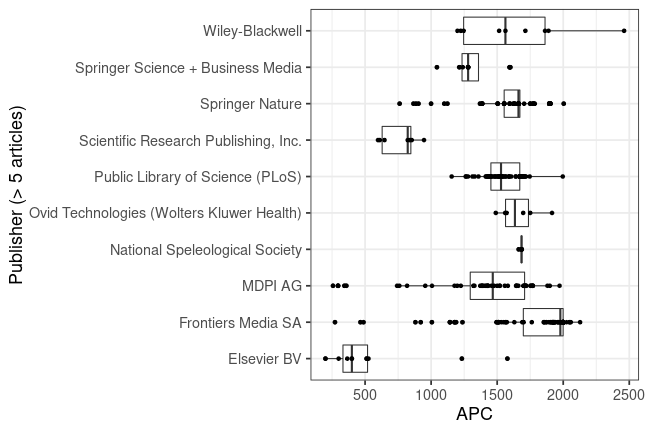 Publisher (> 5 articles)
Wiley-Blackwell
Springer Science + Business Media
Springer Nature
Scientific Research Publishing, Inc.
Public Library of Science (PLoS)
Ovid Technologies (Wolters Kluwer Health)
National Speleological Society
MDPI AG
Frontiers Media SA
Elsevier BV
500 1000 1500 2000 2500
APC